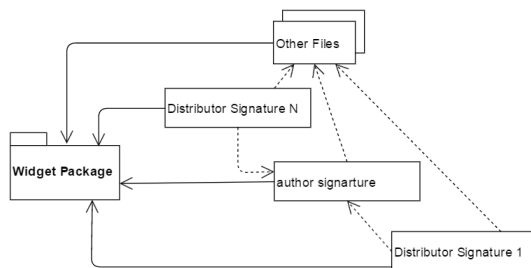 Other Files
Distributor Signature N
Widget Package
author signarture
Distributor Signature 1